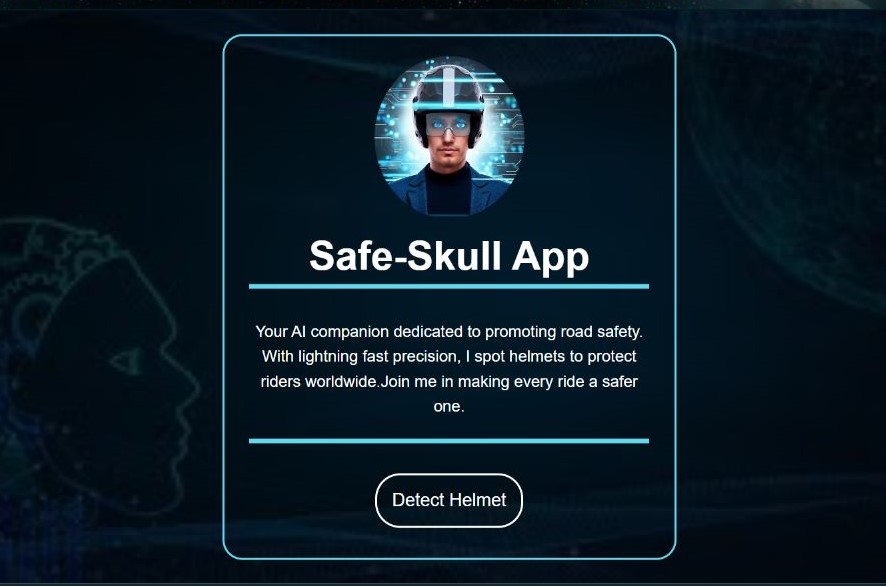 Safe-Skull App
Your AI companion dedicated to promoting road safety.
With lightning fast precision, I spot helmets to protect
riders worldwide.Join me in making every ride a safer
one.
Detect Helmet